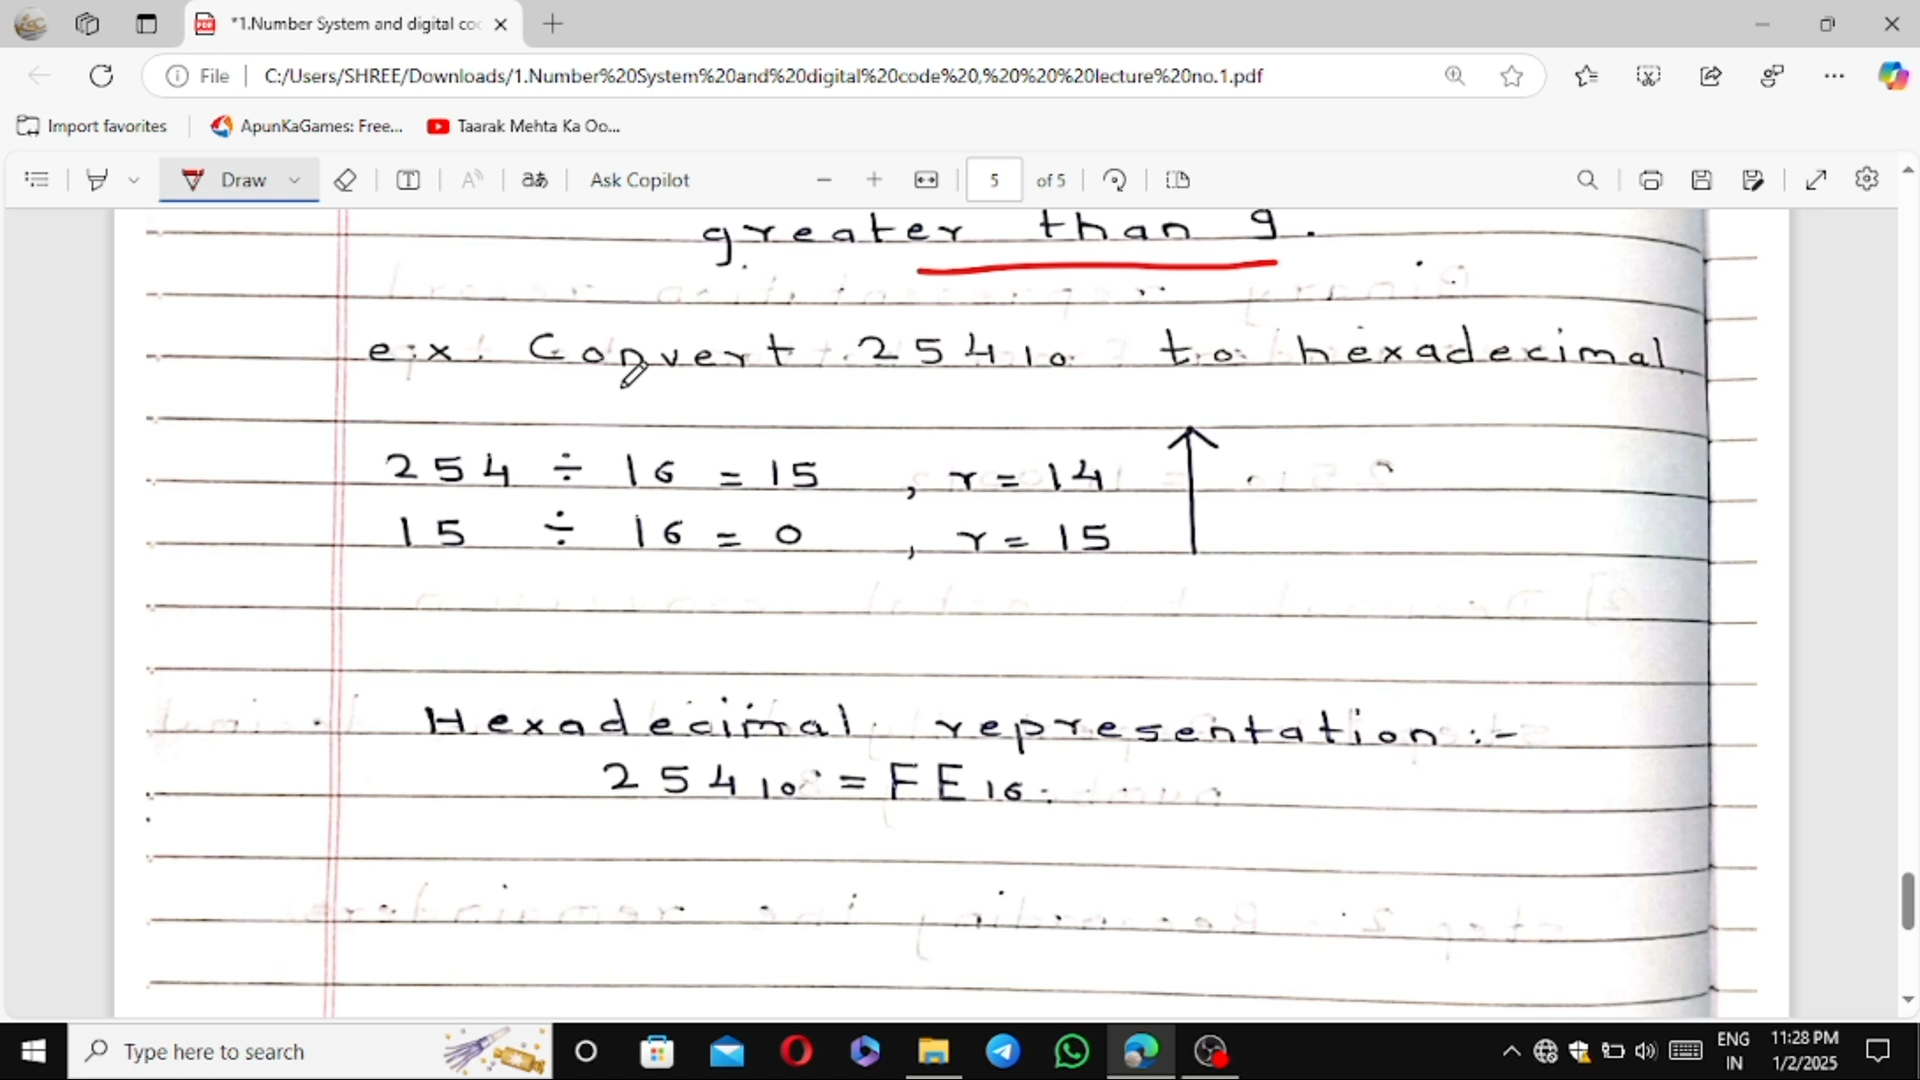 *1.Number System and digital co
File
C:/Users/SHREE/Downloads/1.Number%20System%20and%20digital%20code%20,%20%20%20lecture%20no.1.pdf
Import favorites
ApunKaGames: Free...
Taarak Mehta Ka Oo...
Draw
Ask Copilot
5 of 5
greater than 9.
ex. Convert 254₁₀ to hexadecimal
254 ÷ 16 = 15 , r = 14
15 ÷ 16 = 0 , r = 15
Hexadecimal representation :-
254₁₀ = FE₁₆.
Type here to search
ENG
IN
11:28 PM
1/2/2025